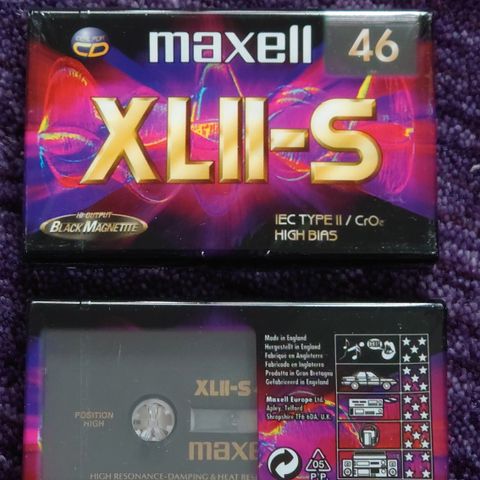 CD
maxell
46
XLII-S
HI-OUTPUT
BLACK MAGNETITE
IEC TYPE II / CrO₂
HIGH BIAS
Made in England
Hergestellt in England
Fabriqué en Angleterre
Fabricado en Inglaterra
Prodotto in Gran Bretagna
Gefabriceerd in Engeland
Maxell Europe Ltd.
Apley, Telford
Shropshire TF6 6DA, U.K.
XLII-S
POSITION
HIGH
maxe
HIGH RESONANCE-DAMPING & HEAT RES
05
P P